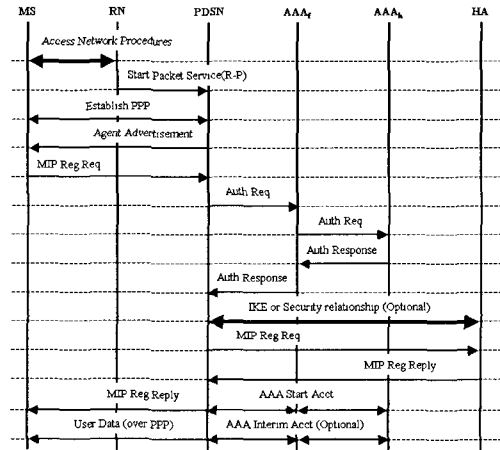 MS RN PDSN AAAf AAAh HA
Access Network Procedures
Start Packet Service(R-P)
Establish PPP
Agent Advertisement
MIP Reg Req
Auth Req
Auth Req
Auth Response
Auth Response
IKE or Security relationship (Optional)
MIP Reg Req
MIP Reg Reply
MIP Reg Reply AAA Start Acct
User Data (over PPP) AAA Interim Acct (Optional)